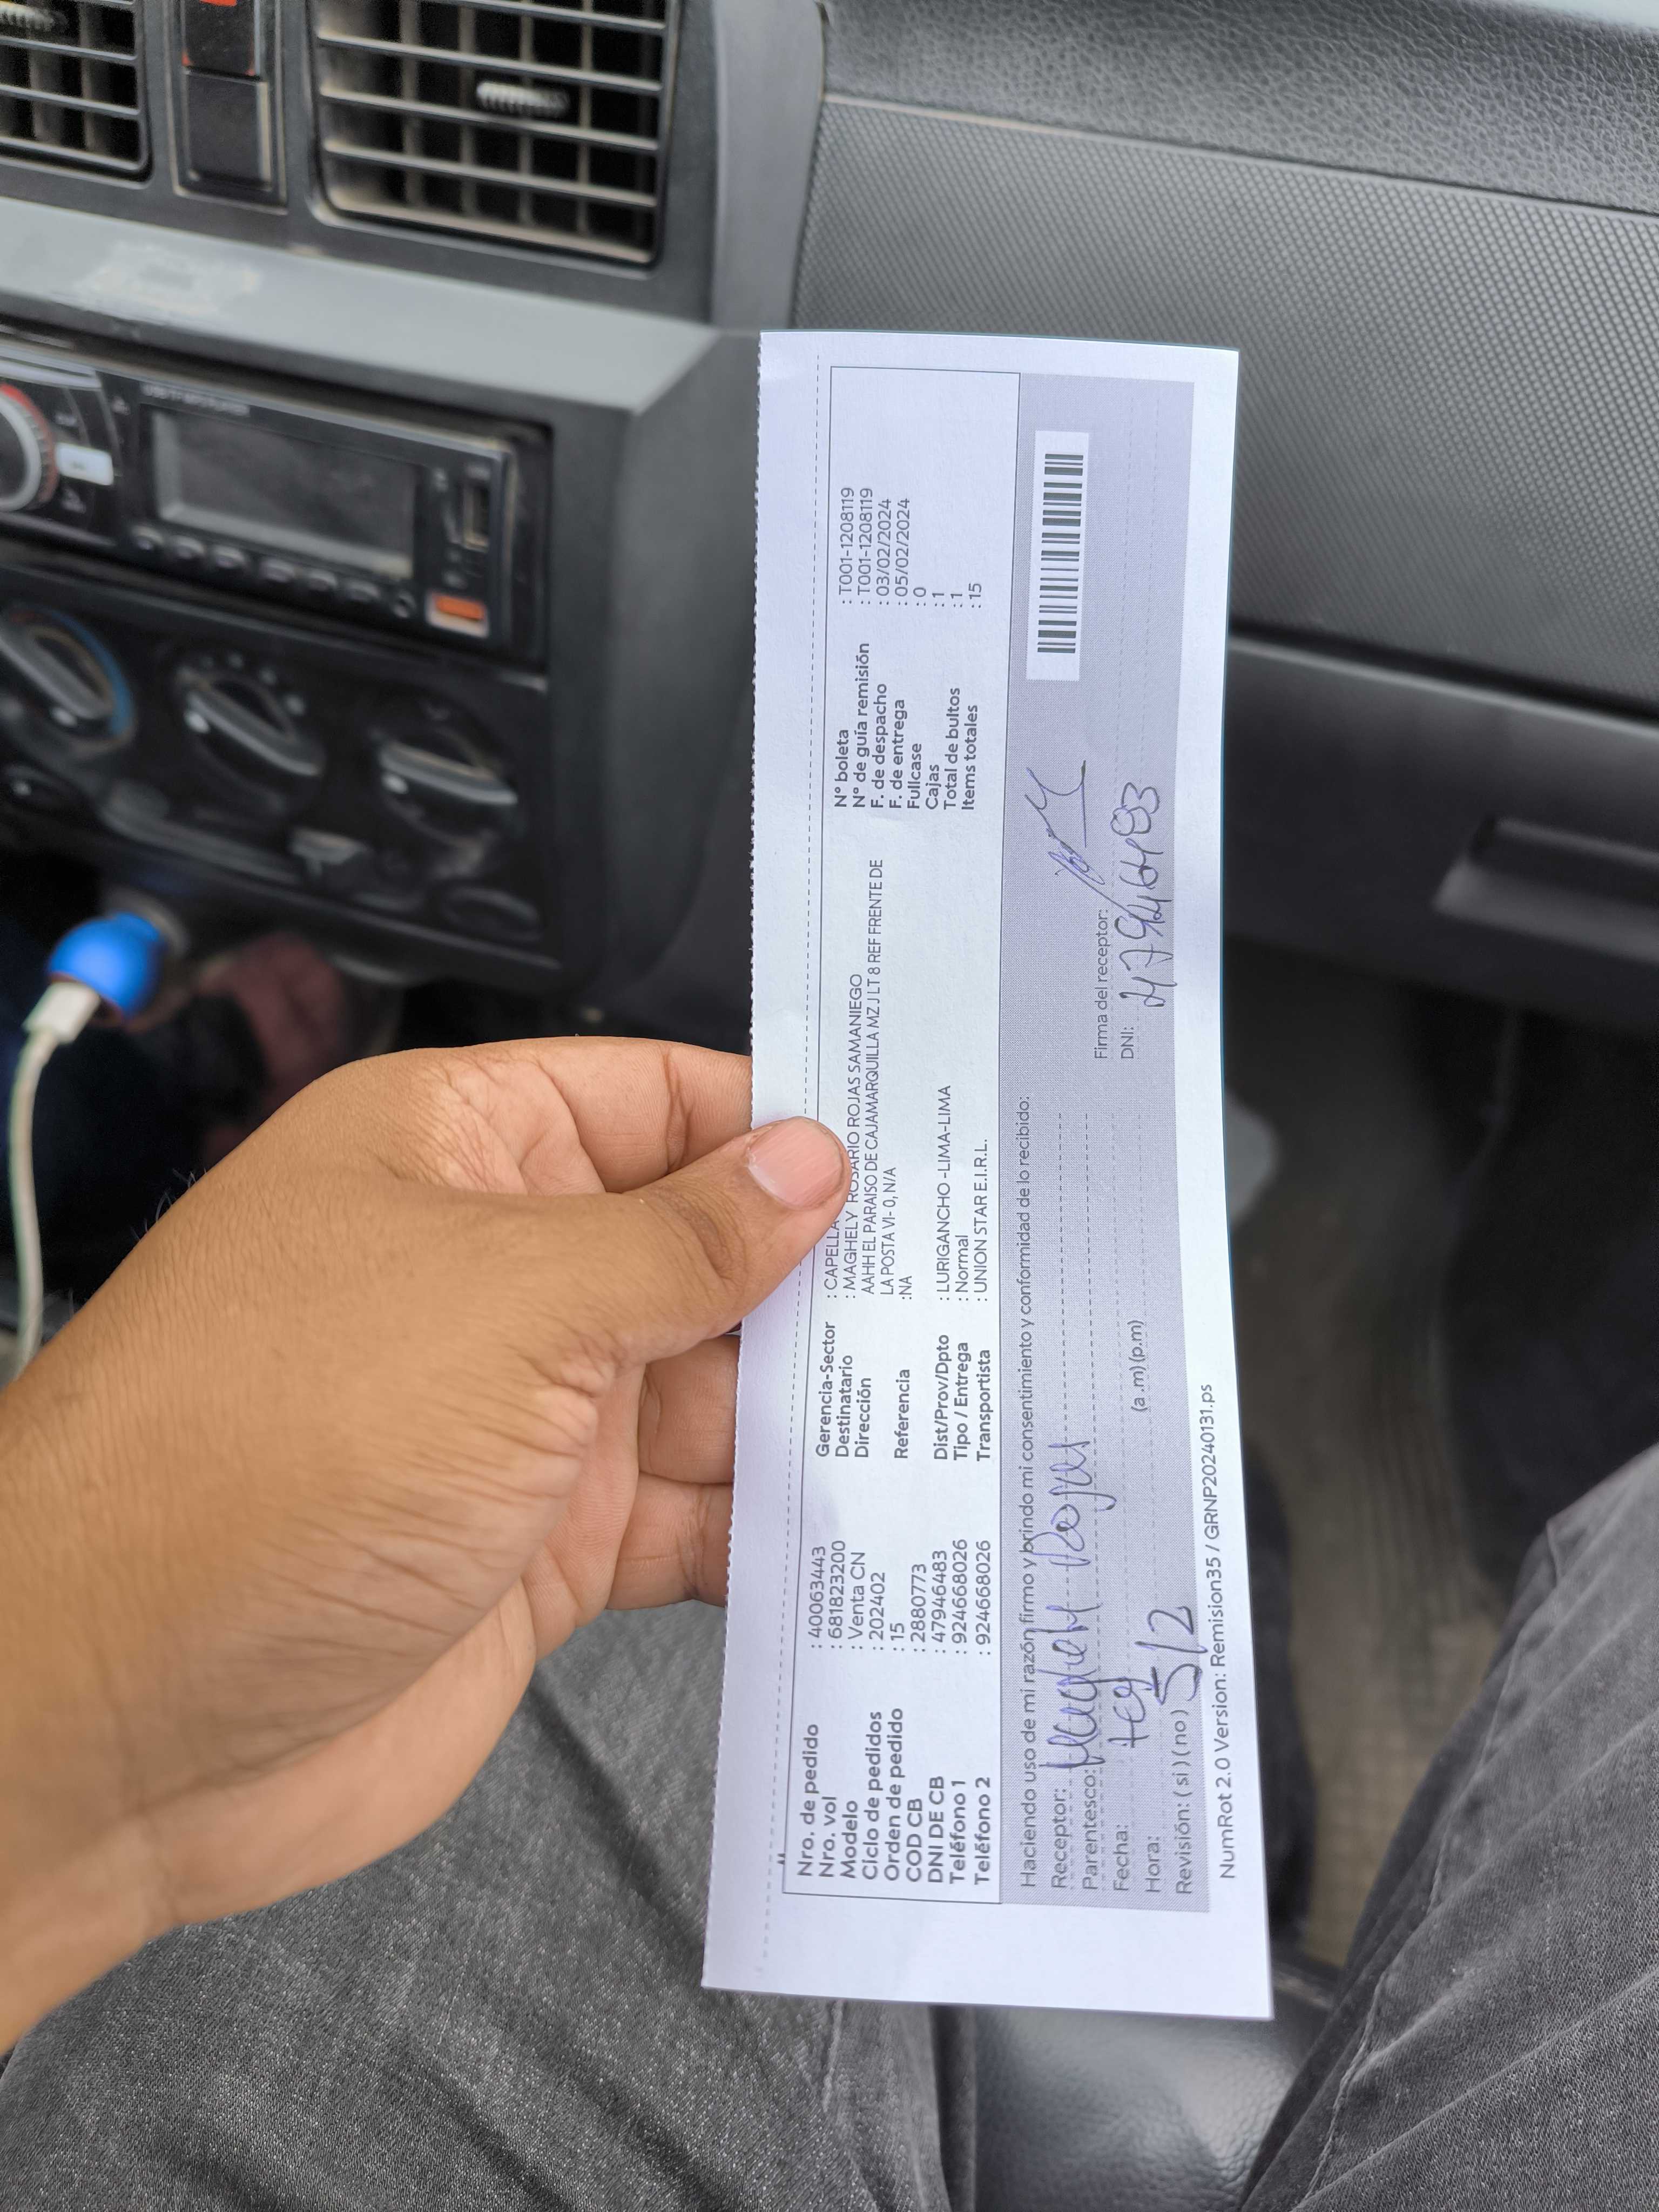 Nro. de pedido : 40063443
Nro. vol : 681823200
Modelo : Venta CN
Ciclo de pedidos : 202402
Orden de pedido : 15
COD CB : 2880773
DNI DE CB : 47946483
Teléfono 1 : 924668026
Teléfono 2 : 924668026
Gerencia-Sector : CAPELLA
Destinatario : MAGHELY ROSARIO ROJAS SAMANIEGO
Dirección AAHH EL PARAISO DE CAJAMARQUILLA MZ J LT 8 REF FRENTE DE
LA POSTA VI- 0, N/A
Referencia :NA
Dist/Prov/Dpto : LURIGANCHO -LIMA-LIMA
Tipo / Entrega : Normal
Transportista : UNION STAR E.I.R.L.
N° boleta : T001-1208119
N° de guía remisión : T001-1208119
F. de despacho : 03/02/2024
F. de entrega : 05/02/2024
Fullcase : 0
Cajas : 1
Total de bultos : 1
Items totales : 15
Haciendo uso de mi razón firmo y brindo mi consentimiento y conformidad de lo recibido:
Receptor: Rojas
Parentesco:
Fecha:
Hora: 5/2 (a .m) (p.m)
Revisión: ( si ) ( no )
Firma del receptor:
DNI: 47946483
NumRot 2.0 Version: Remision35 / GRNP20240131.ps